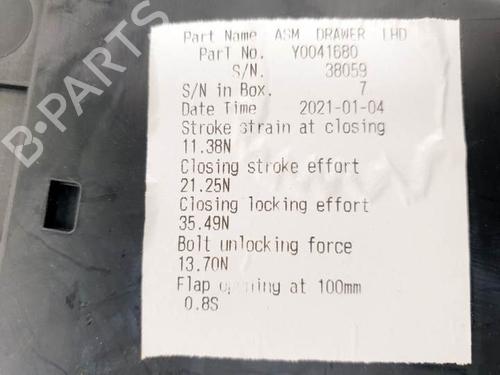 Part Name ASM DRAWER LHD
Part No. Y0041680
S/N. 38059
S/N in Box. 7
Date Time 2021-01-04
Stroke strain at closing
11.38N
Closing stroke effort
21.25N
Closing locking effort
35.49N
Bolt unlocking force
13.70N
Flap opening at 100mm
0.8S
B-PARTS